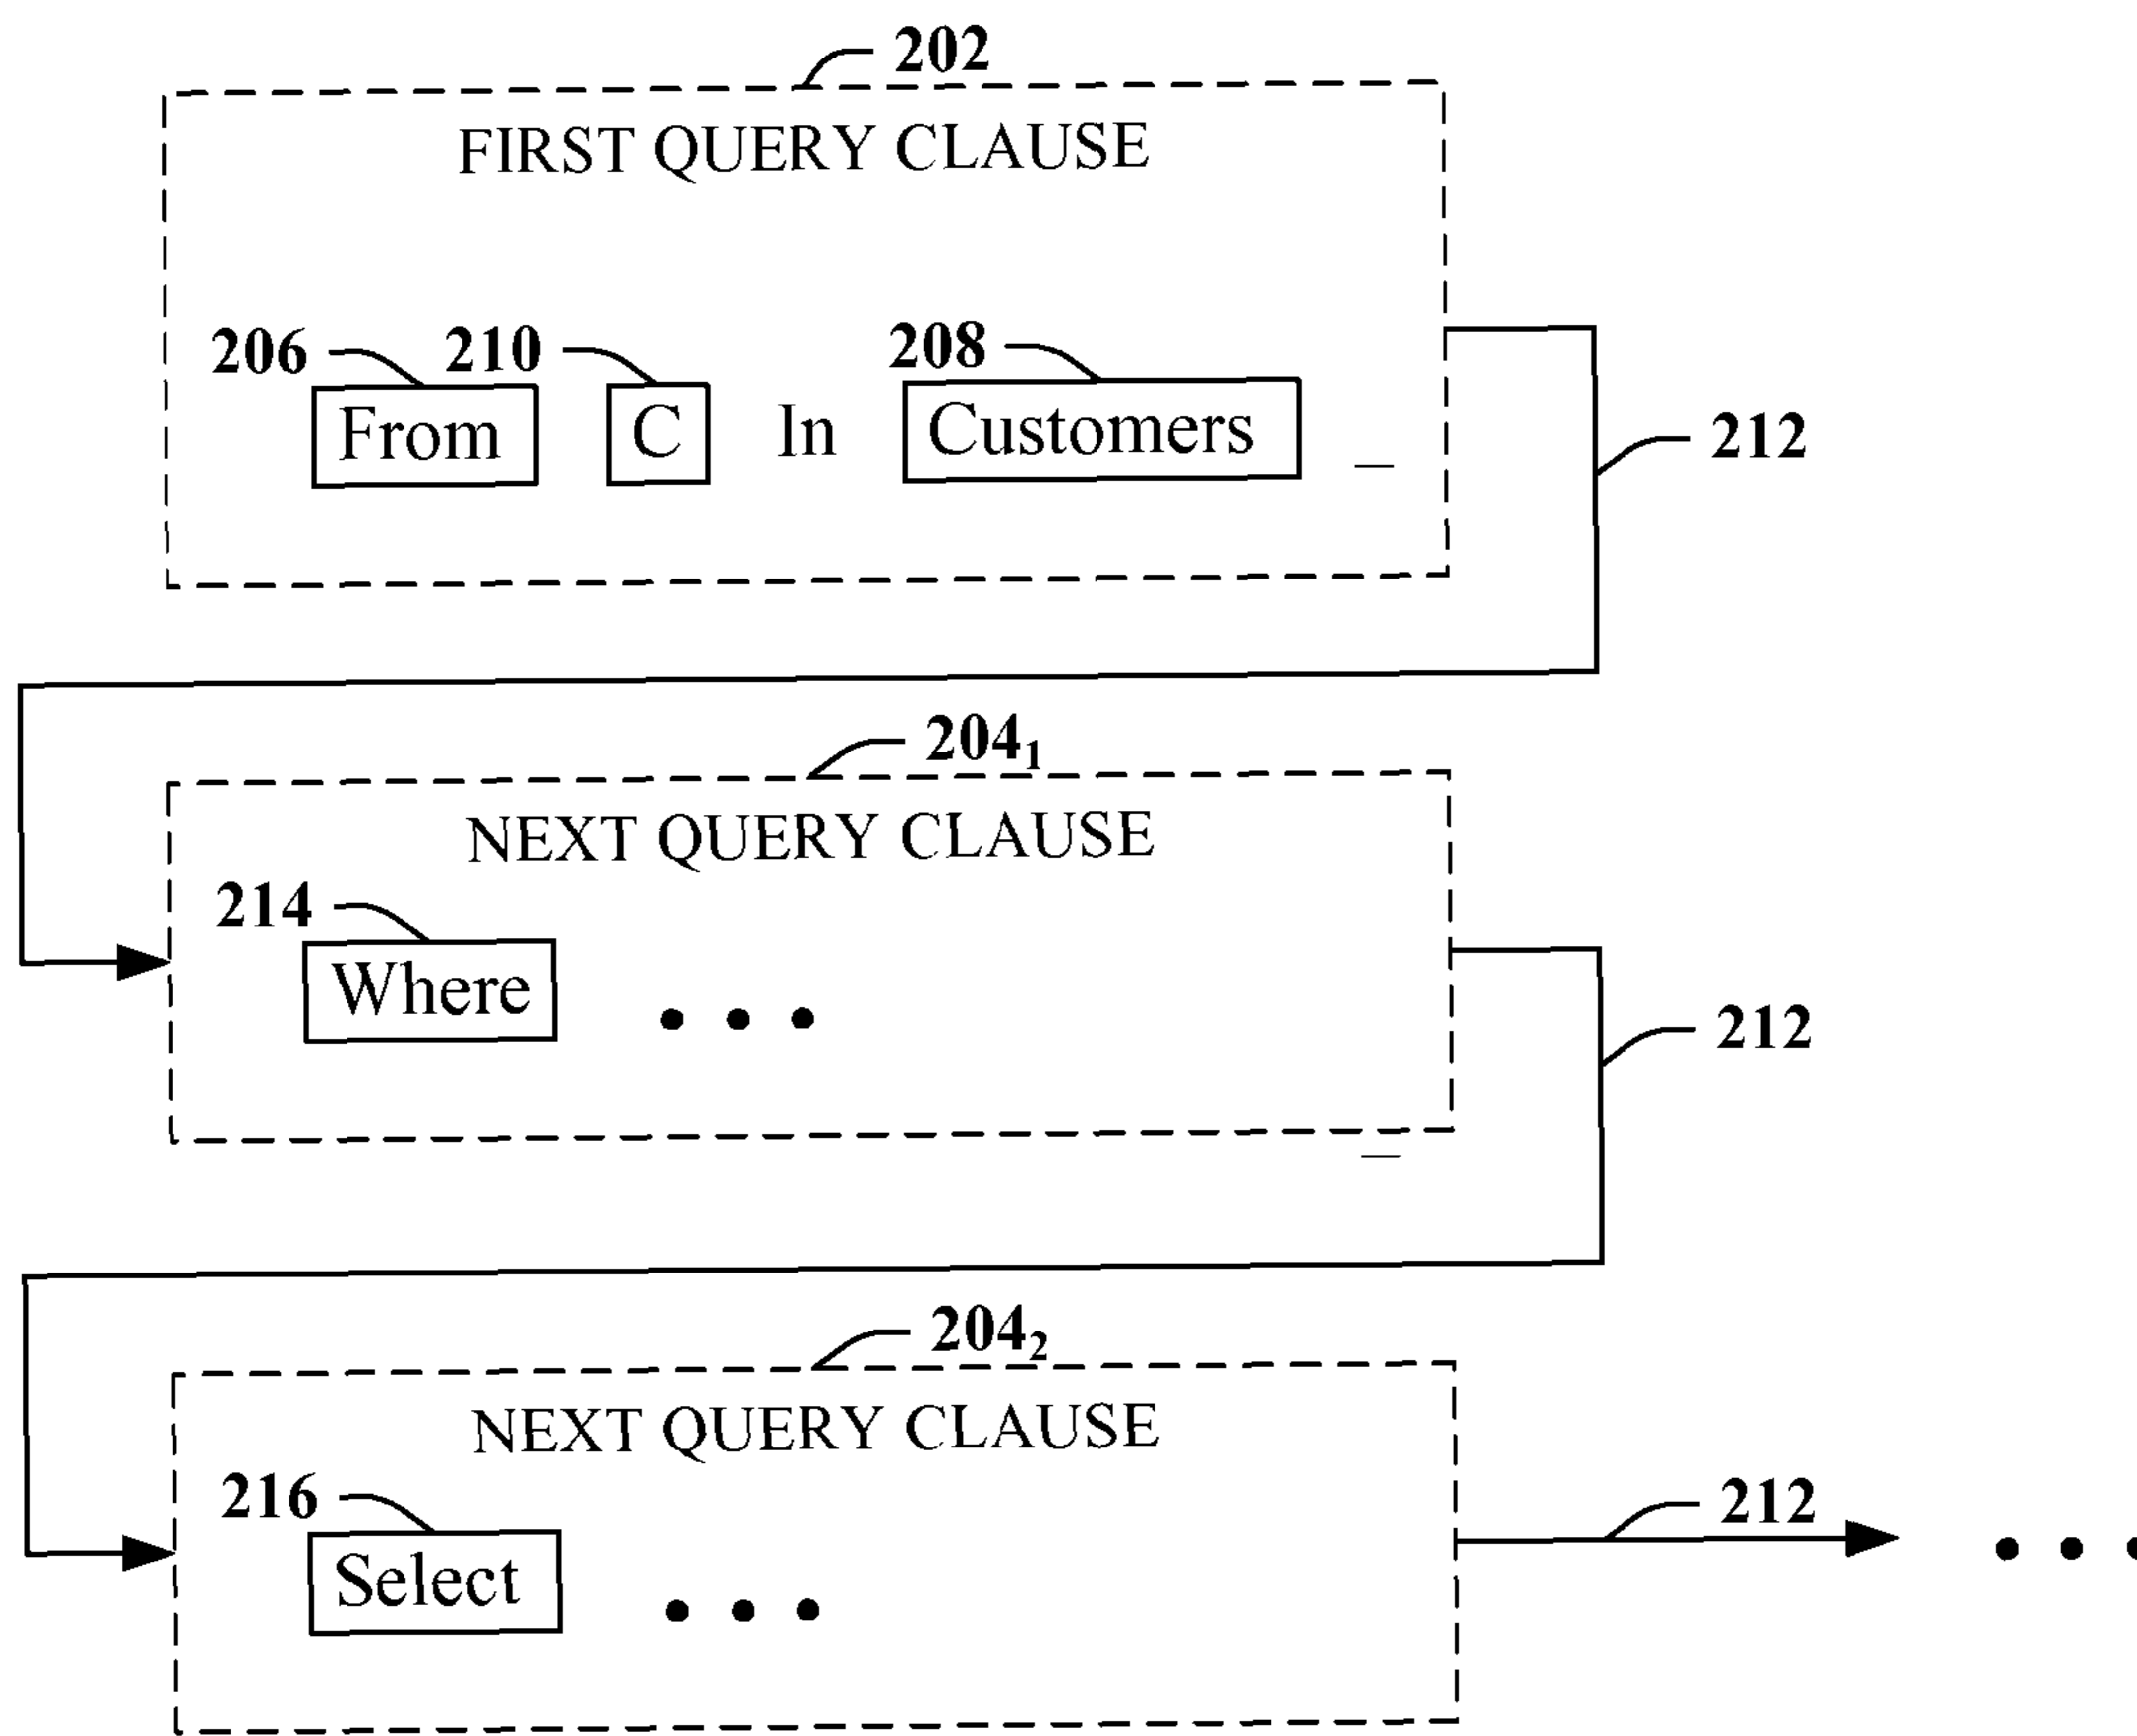 202
FIRST QUERY CLAUSE
206 210 208
From C In Customers _
212
204₁
NEXT QUERY CLAUSE
214
Where • • •
212
_
204₂
NEXT QUERY CLAUSE
216 212
Select • • •
• • •